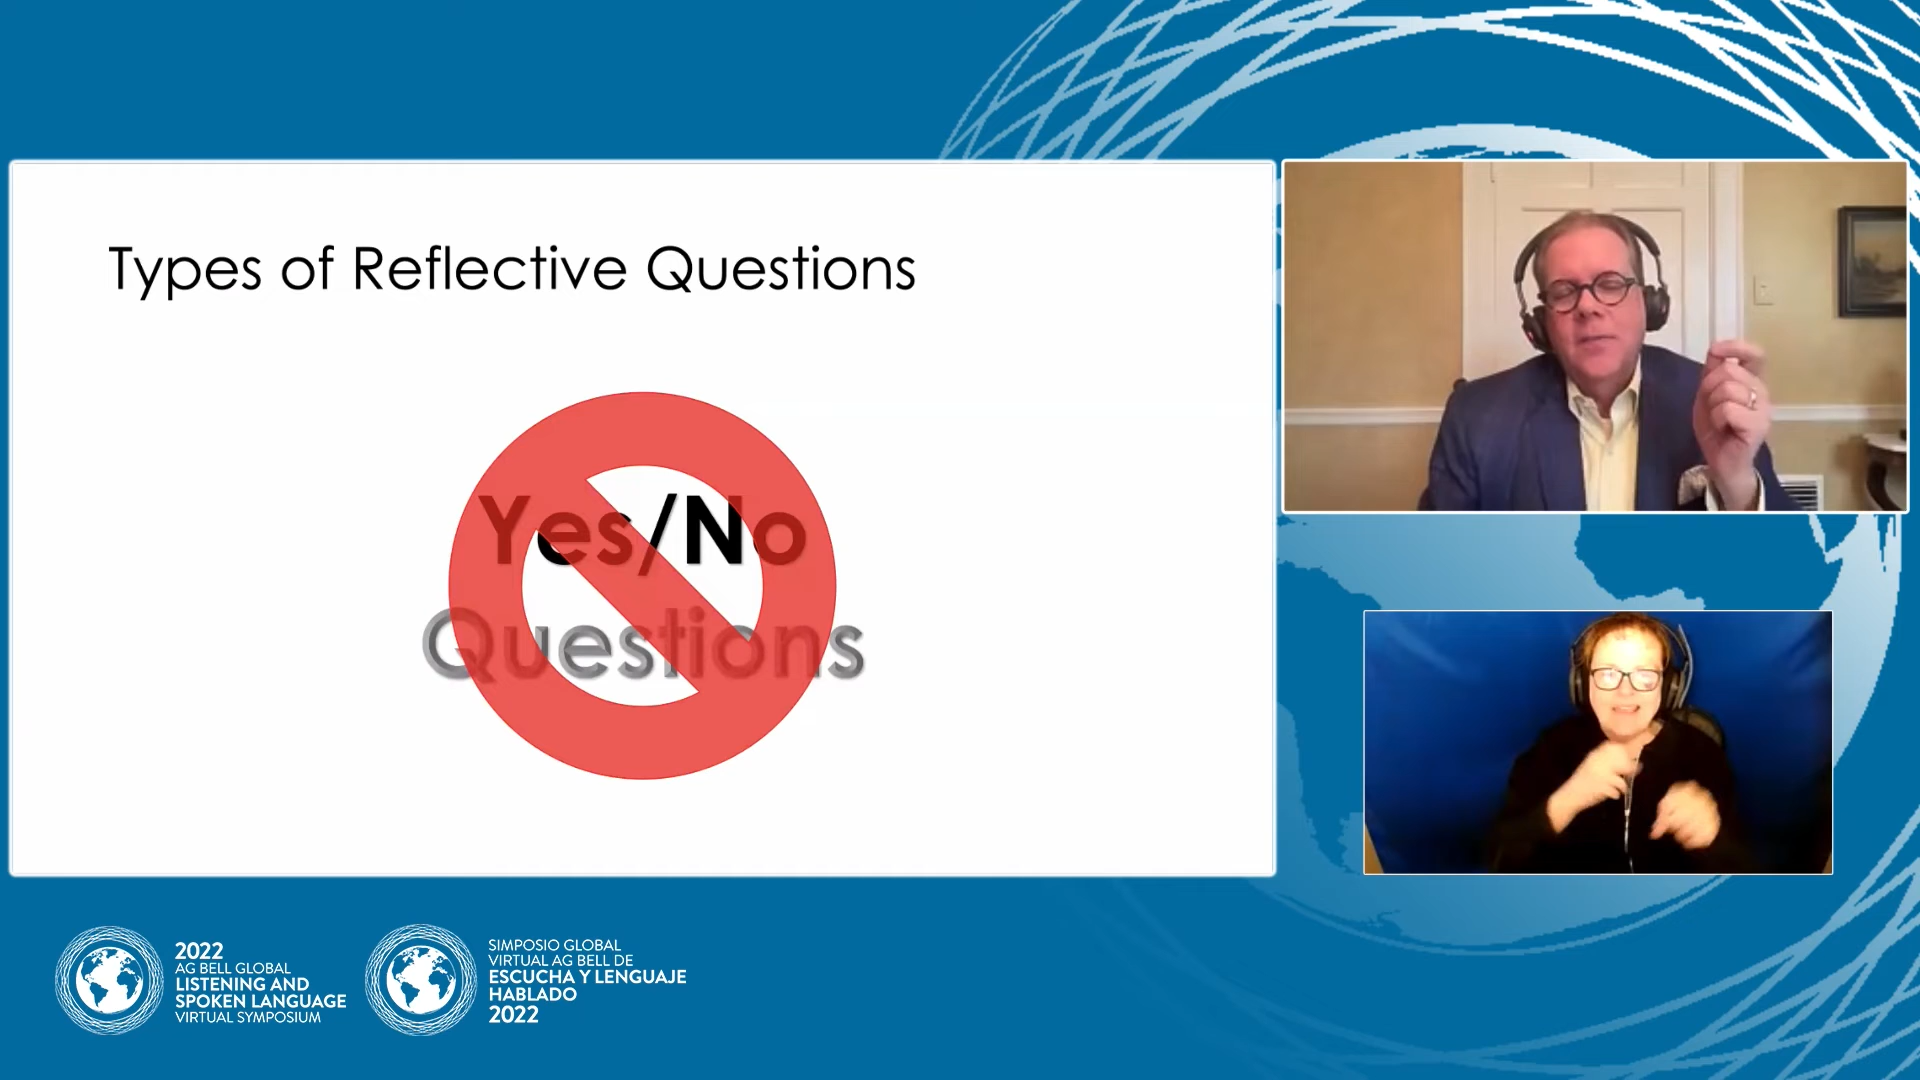 Types of Reflective Questions
Yes/No
Questions
2022
AG BELL GLOBAL
LISTENING AND
SPOKEN LANGUAGE
VIRTUAL SYMPOSIUM
SIMPOSIO GLOBAL
VIRTUAL AG BELL DE
ESCUCHA Y LENGUAJE
HABLADO
2022